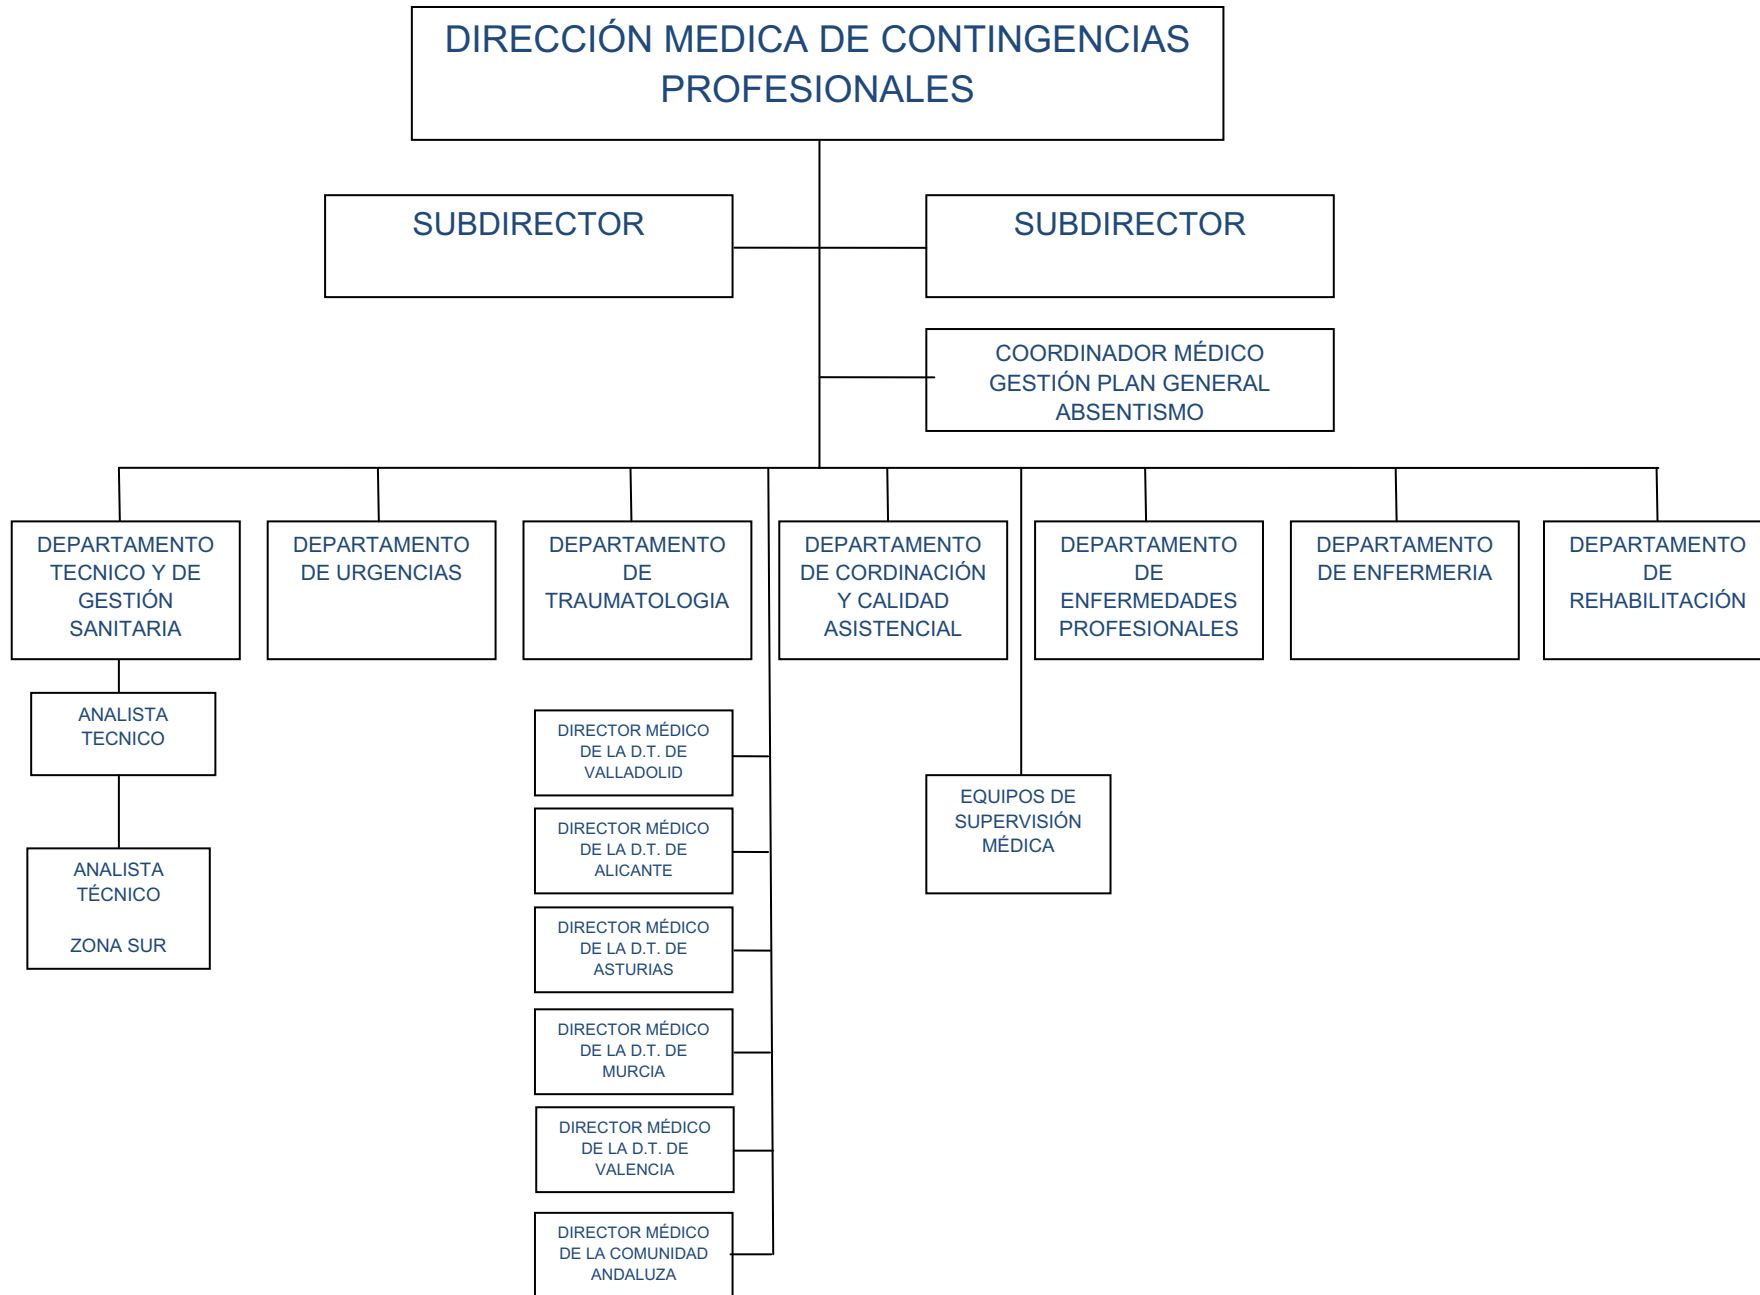 DIRECCIÓN MEDICA DE CONTINGENCIAS
PROFESIONALES
SUBDIRECTOR
SUBDIRECTOR
COORDINADOR MÉDICO
GESTIÓN PLAN GENERAL
ABSENTISMO
DEPARTAMENTO
TECNICO Y DE
GESTIÓN
SANITARIA
DEPARTAMENTO
DE URGENCIAS
DEPARTAMENTO
DE
TRAUMATOLOGIA
DEPARTAMENTO
DE CORDINACIÓN
Y CALIDAD
ASISTENCIAL
DEPARTAMENTO
DE
ENFERMEDADES
PROFESIONALES
DEPARTAMENTO
DE ENFERMERIA
DEPARTAMENTO
DE
REHABILITACIÓN
ANALISTA
TECNICO
ANALISTA
TÉCNICO
ZONA SUR
DIRECTOR MÉDICO
DE LA D.T. DE
VALLADOLID
DIRECTOR MÉDICO
DE LA D.T. DE
ALICANTE
DIRECTOR MÉDICO
DE LA D.T. DE
ASTURIAS
DIRECTOR MÉDICO
DE LA D.T. DE
MURCIA
DIRECTOR MÉDICO
DE LA D.T. DE
VALENCIA
DIRECTOR MÉDICO
DE LA COMUNIDAD
ANDALUZA
EQUIPOS DE
SUPERVISIÓN
MÉDICA